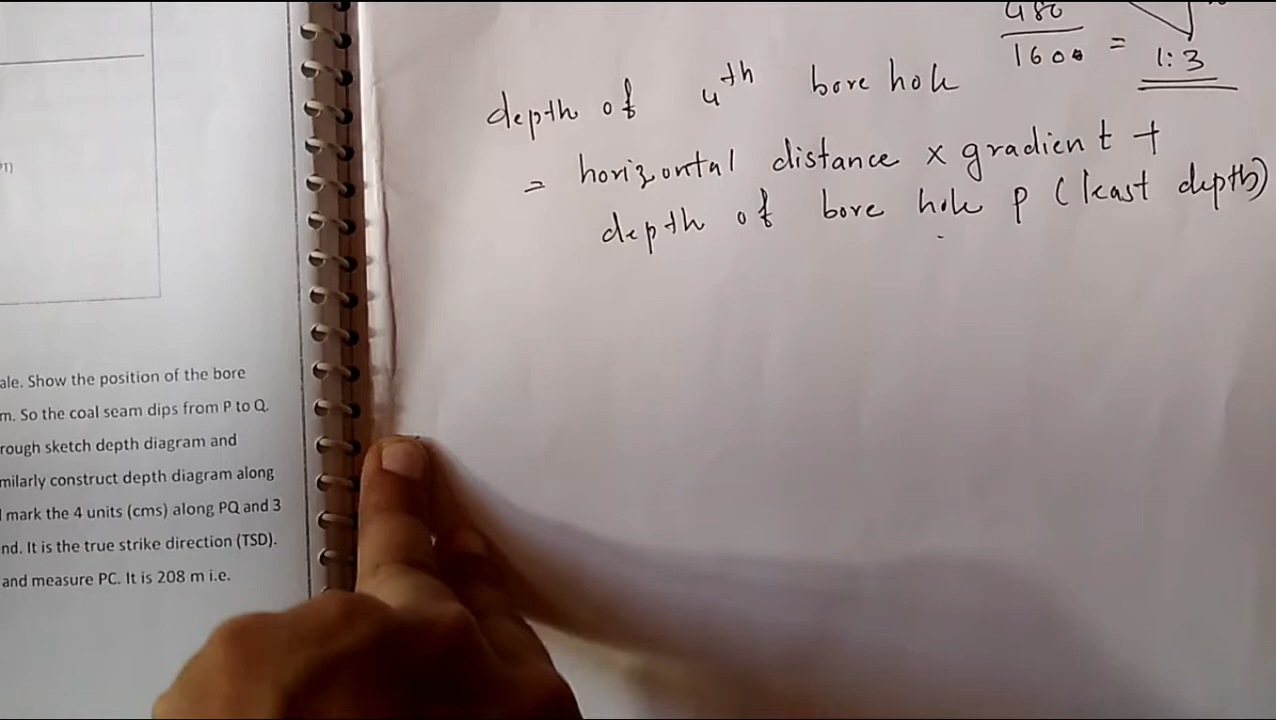 PT)
ale. Show the position of the bore
m. So the coal seam dips from P to Q.
rough sketch depth diagram and
milarly construct depth diagram along
mark the 4 units (cms) along PQ and 3
nd. It is the true strike direction (TSD).
and measure PC. It is 208 m i.e.
480
1600 = 1:3
depth of 4th bore hole
= horizontal distance x gradient +
depth of bore hole P (least depth)